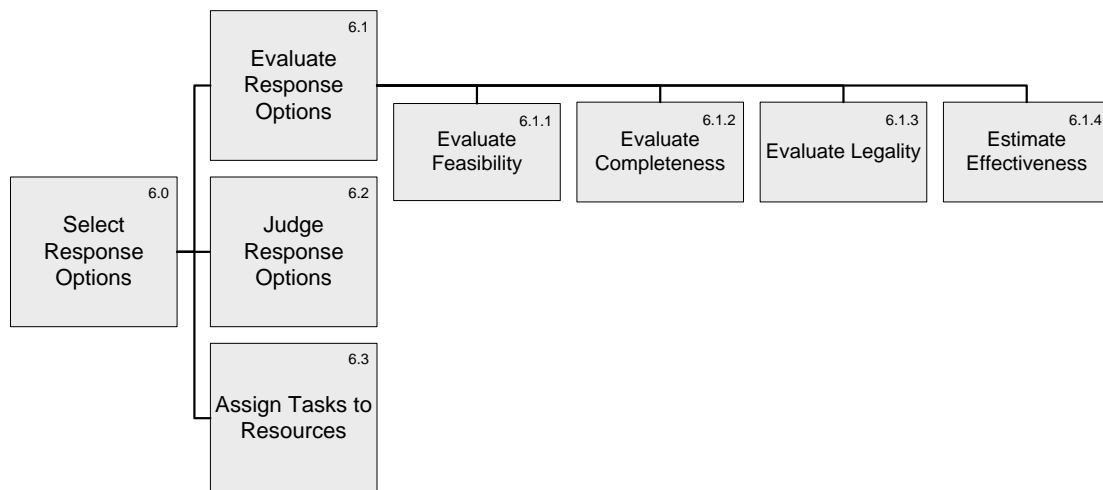 6.1
Evaluate
Response
Options
6.1.1
Evaluate
Feasibility
6.1.2
Evaluate
Completeness
6.1.3
Evaluate Legality
6.1.4
Estimate
Effectiveness
6.0
Select
Response
Options
6.2
Judge
Response
Options
6.3
Assign Tasks to
Resources